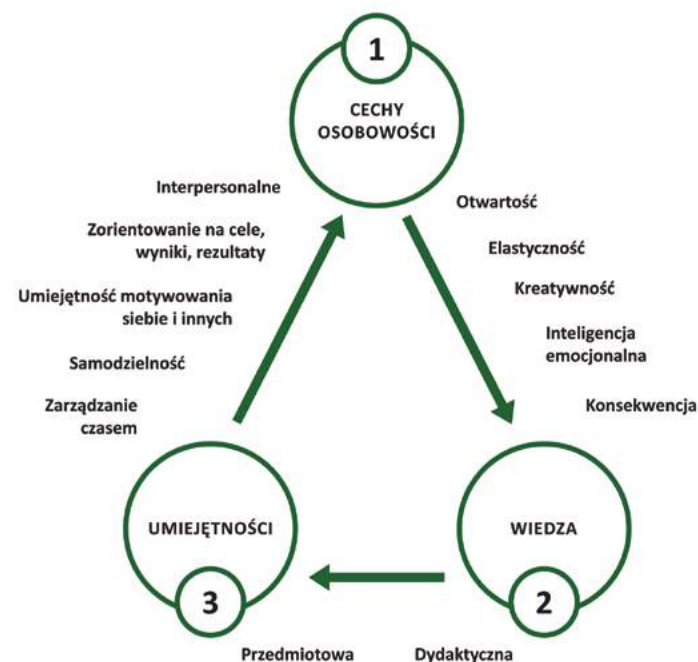 1
CECHY
OSOBOWOŚCI
Interpersonalne
Zorientowanie na cele,
wyniki, rezultaty
Umiejętność motywowania
siebie i innych
Samodzielność
Zarządzanie
czasem
Otwartość
Elastyczność
Kreatywność
Inteligencja
emocjonalna
Konsekwencja
UMIEJĘTNOŚCI
3
WIEDZA
2
Przedmiotowa
Dydaktyczna